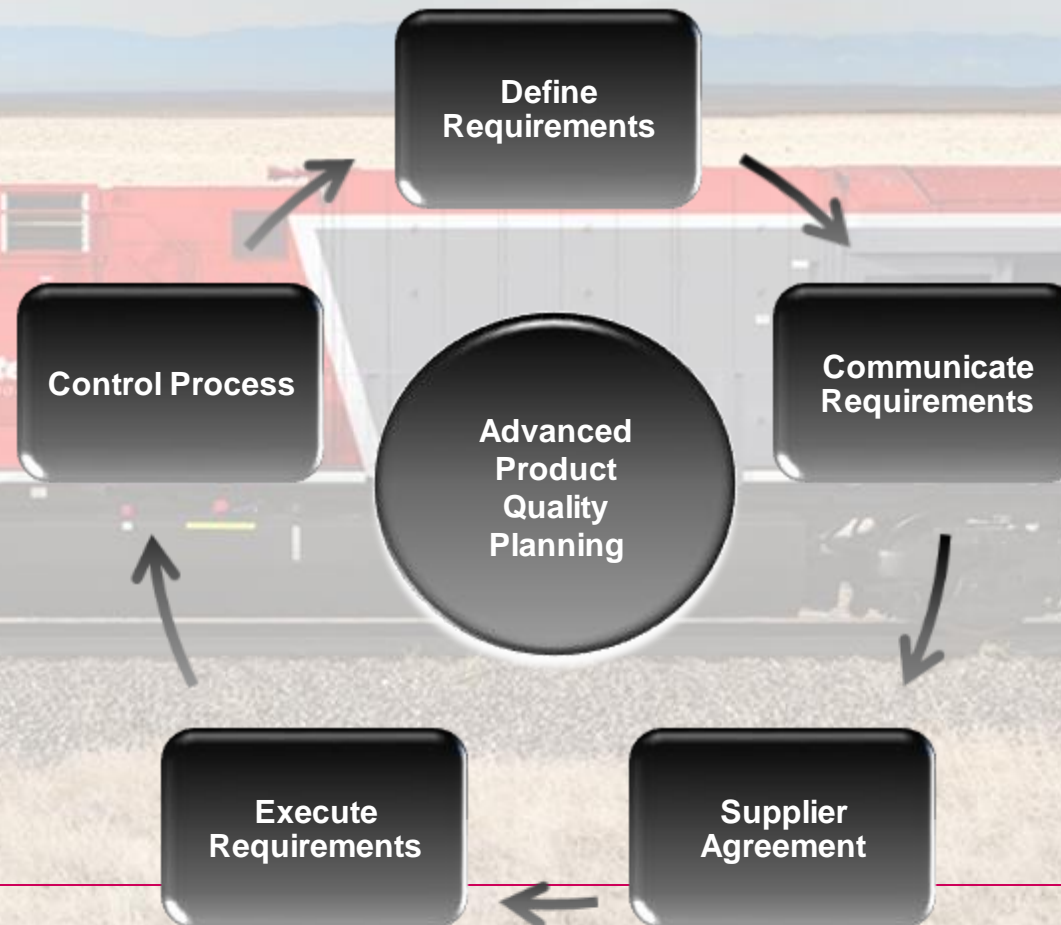 Define
Requirements
Communicate
Requirements
Supplier
Agreement
Execute
Requirements
Control Process
Advanced
Product
Quality
Planning